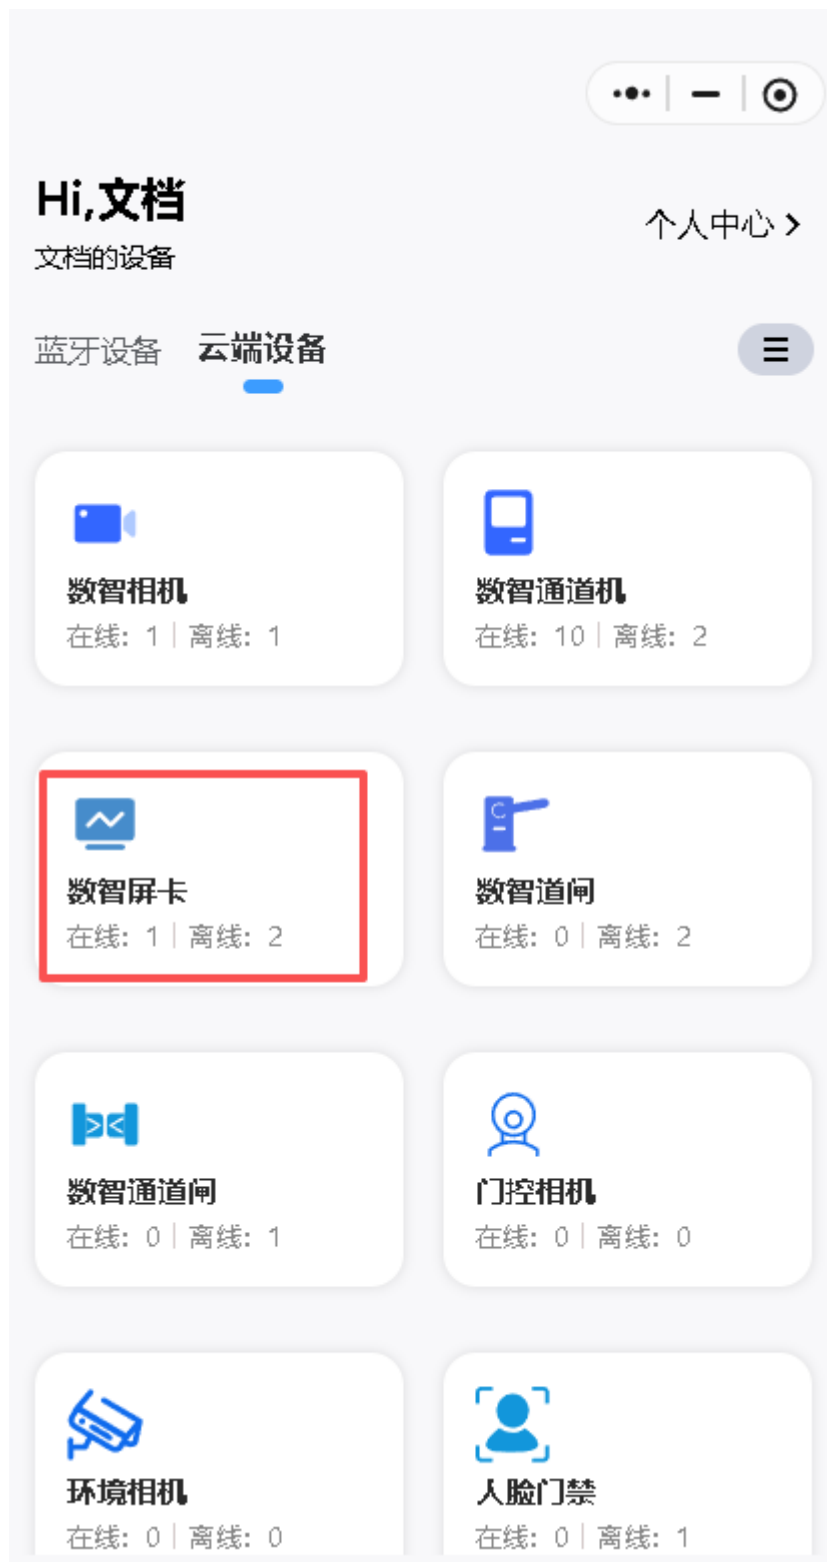 Hi,文档
个人中心
文档的设备
蓝牙设备 云端设备
数智相机
在线: 1 离线: 1
数智通道机
在线: 10 离线: 2
数智屏卡
在线: 1 离线: 2
数智道闸
在线: 0 离线: 2
数智通道闸
在线: 0 离线: 1
门控相机
在线: 0 离线: 0
环境相机
在线: 0 离线: 0
人脸门禁
在线: 0 离线: 1